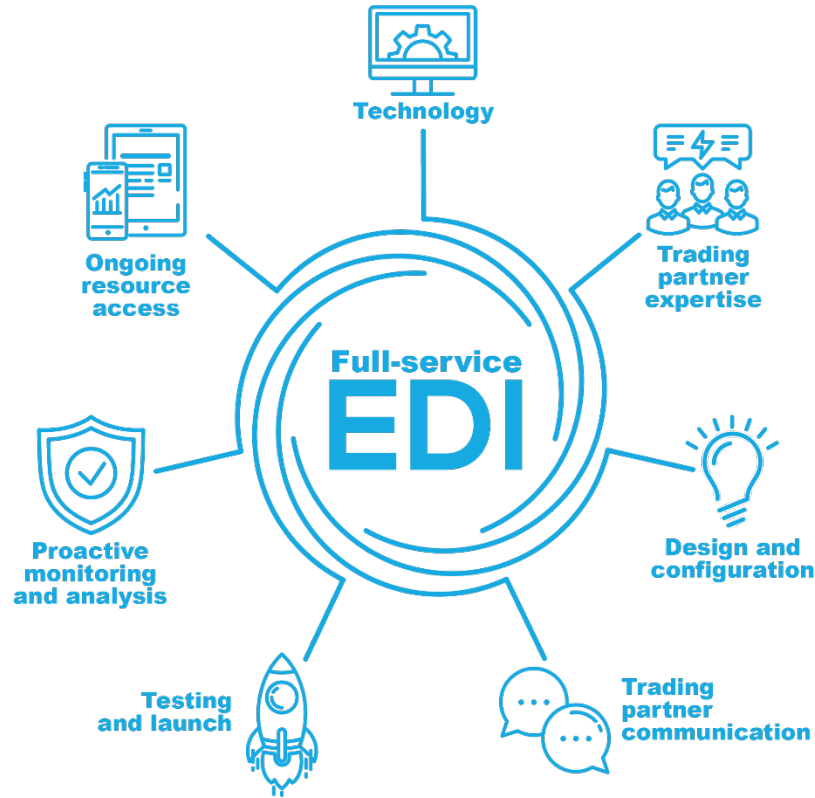 Technology
Trading
partner
expertise
Design and
configuration
Trading
partner
communication
Testing
and launch
Proactive
monitoring
and analysis
Ongoing
resource
access
Full-service
EDI